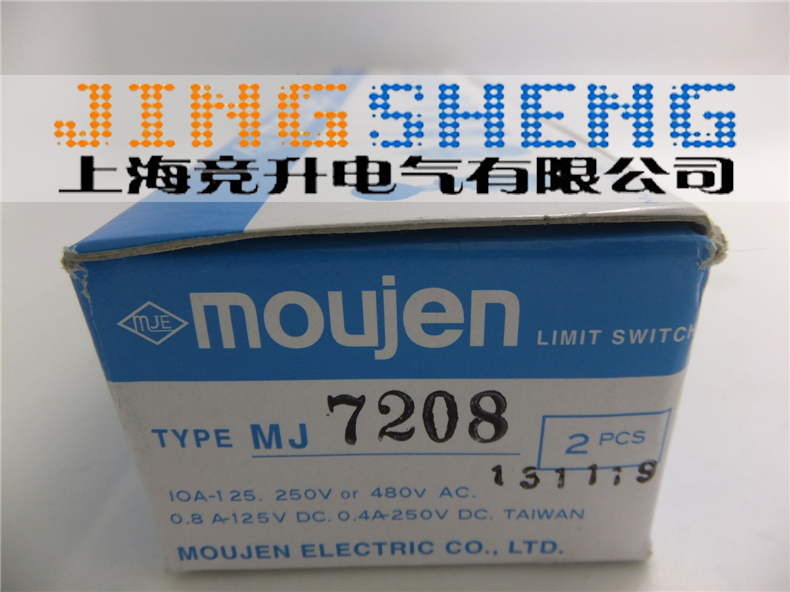 JINGSHENG
上海竞升电气有限公司
MJE moujen LIMIT SWITCH
TYPE MJ 7208 2 PCS
131119
10A-125. 250V or 480V AC.
0.8 A-125V DC. 0.4A-250V DC. TAIWAN
MOUJEN ELECTRIC CO., LTD.